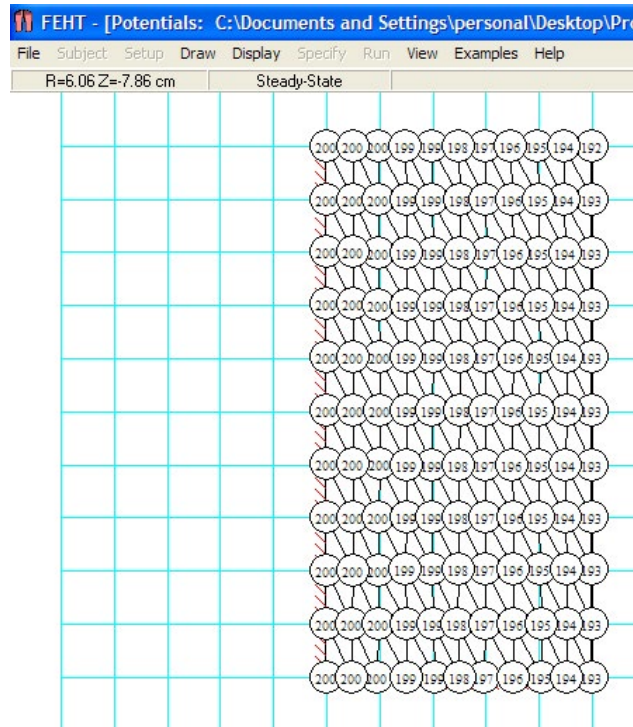 FEHT - [Potentials: C:\Documents and Settings\personal\Desktop\Pro
File Subject Setup Draw Display Specify Run View Examples Help
R=6.06 Z=-7.86 cm Steady-State
200 200 200 199 199 198 197 196 195 194 192
200 200 200 199 199 198 197 196 195 194 193
200 200 200 199 199 198 197 196 195 194 193
200 200 200 199 199 198 197 196 195 194 193
200 200 200 199 199 198 197 196 195 194 193
200 200 200 199 199 198 197 196 195 194 193
200 200 200 199 199 198 197 196 195 194 193
200 200 200 199 199 198 197 196 195 194 193
200 200 200 199 199 198 197 196 195 194 193
200 200 200 199 199 198 197 196 195 194 193
200 200 200 199 199 198 197 196 195 194 193